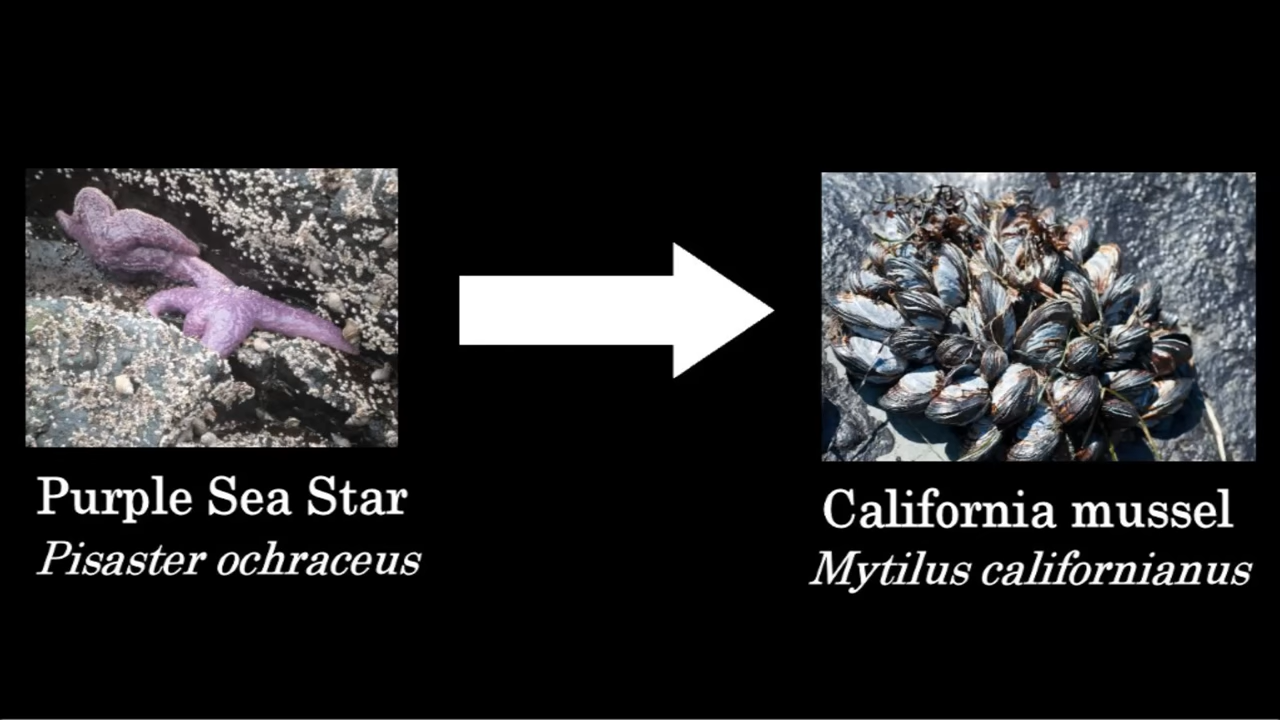 Purple Sea Star
Pisaster ochraceus
California mussel
Mytilus californianus